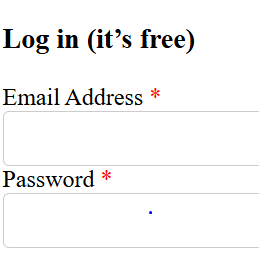 Log in (it’s free)
Email Address *
Password *